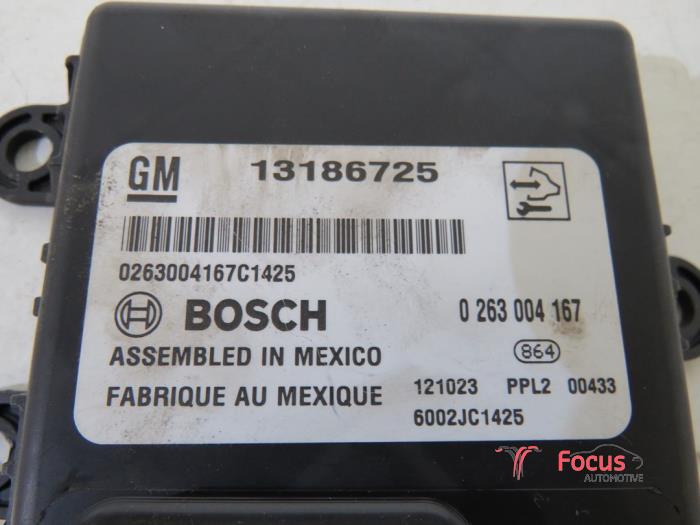 GM 13186725
0263004167C1425
BOSCH 0 263 004 167
ASSEMBLED IN MEXICO 864
FABRIQUE AU MEXIQUE 121023 PPL2 00433
6002JC1425
Focus
AUTOMOTIVE